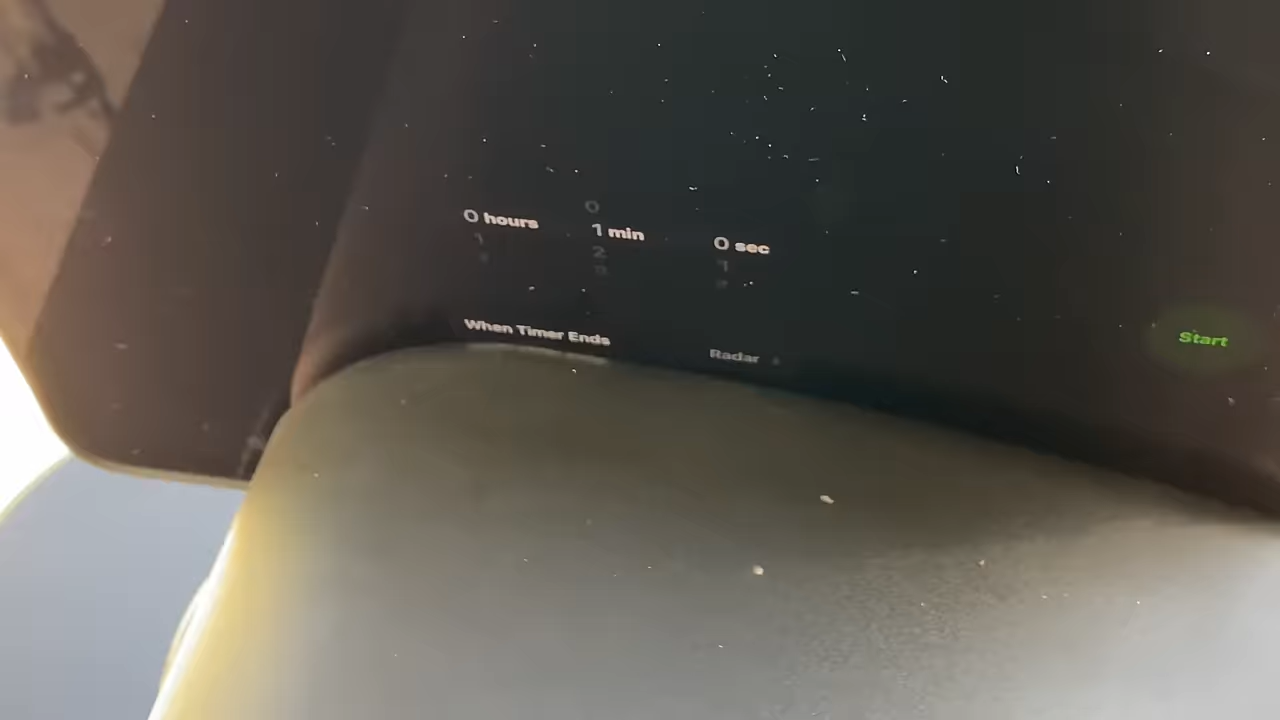 0
0 hours 1 min 0 sec
1 2 1
When Timer Ends Radar
Start